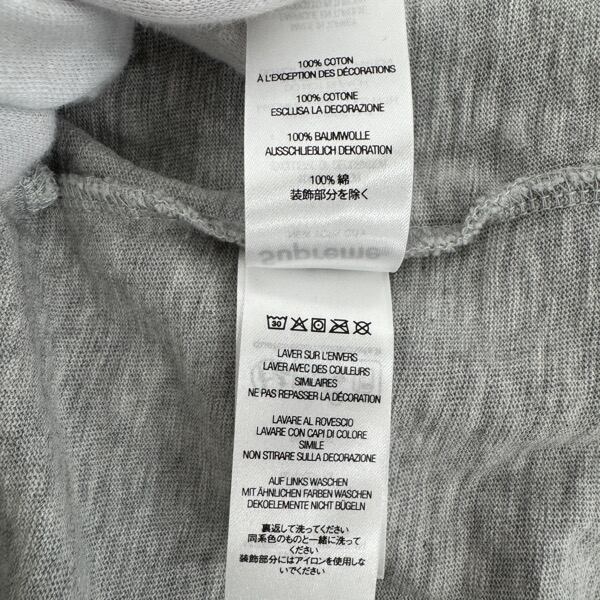 100% COTON
À L'EXCEPTION DES DÉCORATIONS
100% COTONE
ESCLUSA LA DECORAZIONE
100% BAUMWOLLE
AUSSCHLIEBLICH DEKORATION
100% 綿
装飾部分を除く
Supreme
30
LAVER SUR L'ENVERS
LAVER AVEC DES COULEURS
SIMILAIRES
NE PAS REPASSER LA DÉCORATION
LAVARE AL ROVESCIO
LAVARE CON CAPI DI COLORE
SIMILE
NON STIRARE SULLA DECORAZIONE
AUF LINKS WASCHEN
MIT ÄHNLICHEN FARBEN WASCHEN
DEKOELEMENTE NICHT BÜGELN
裏返して洗ってください
同系色のものと一緒に洗って
ください
装飾部分にはアイロンを使用しな
いでください